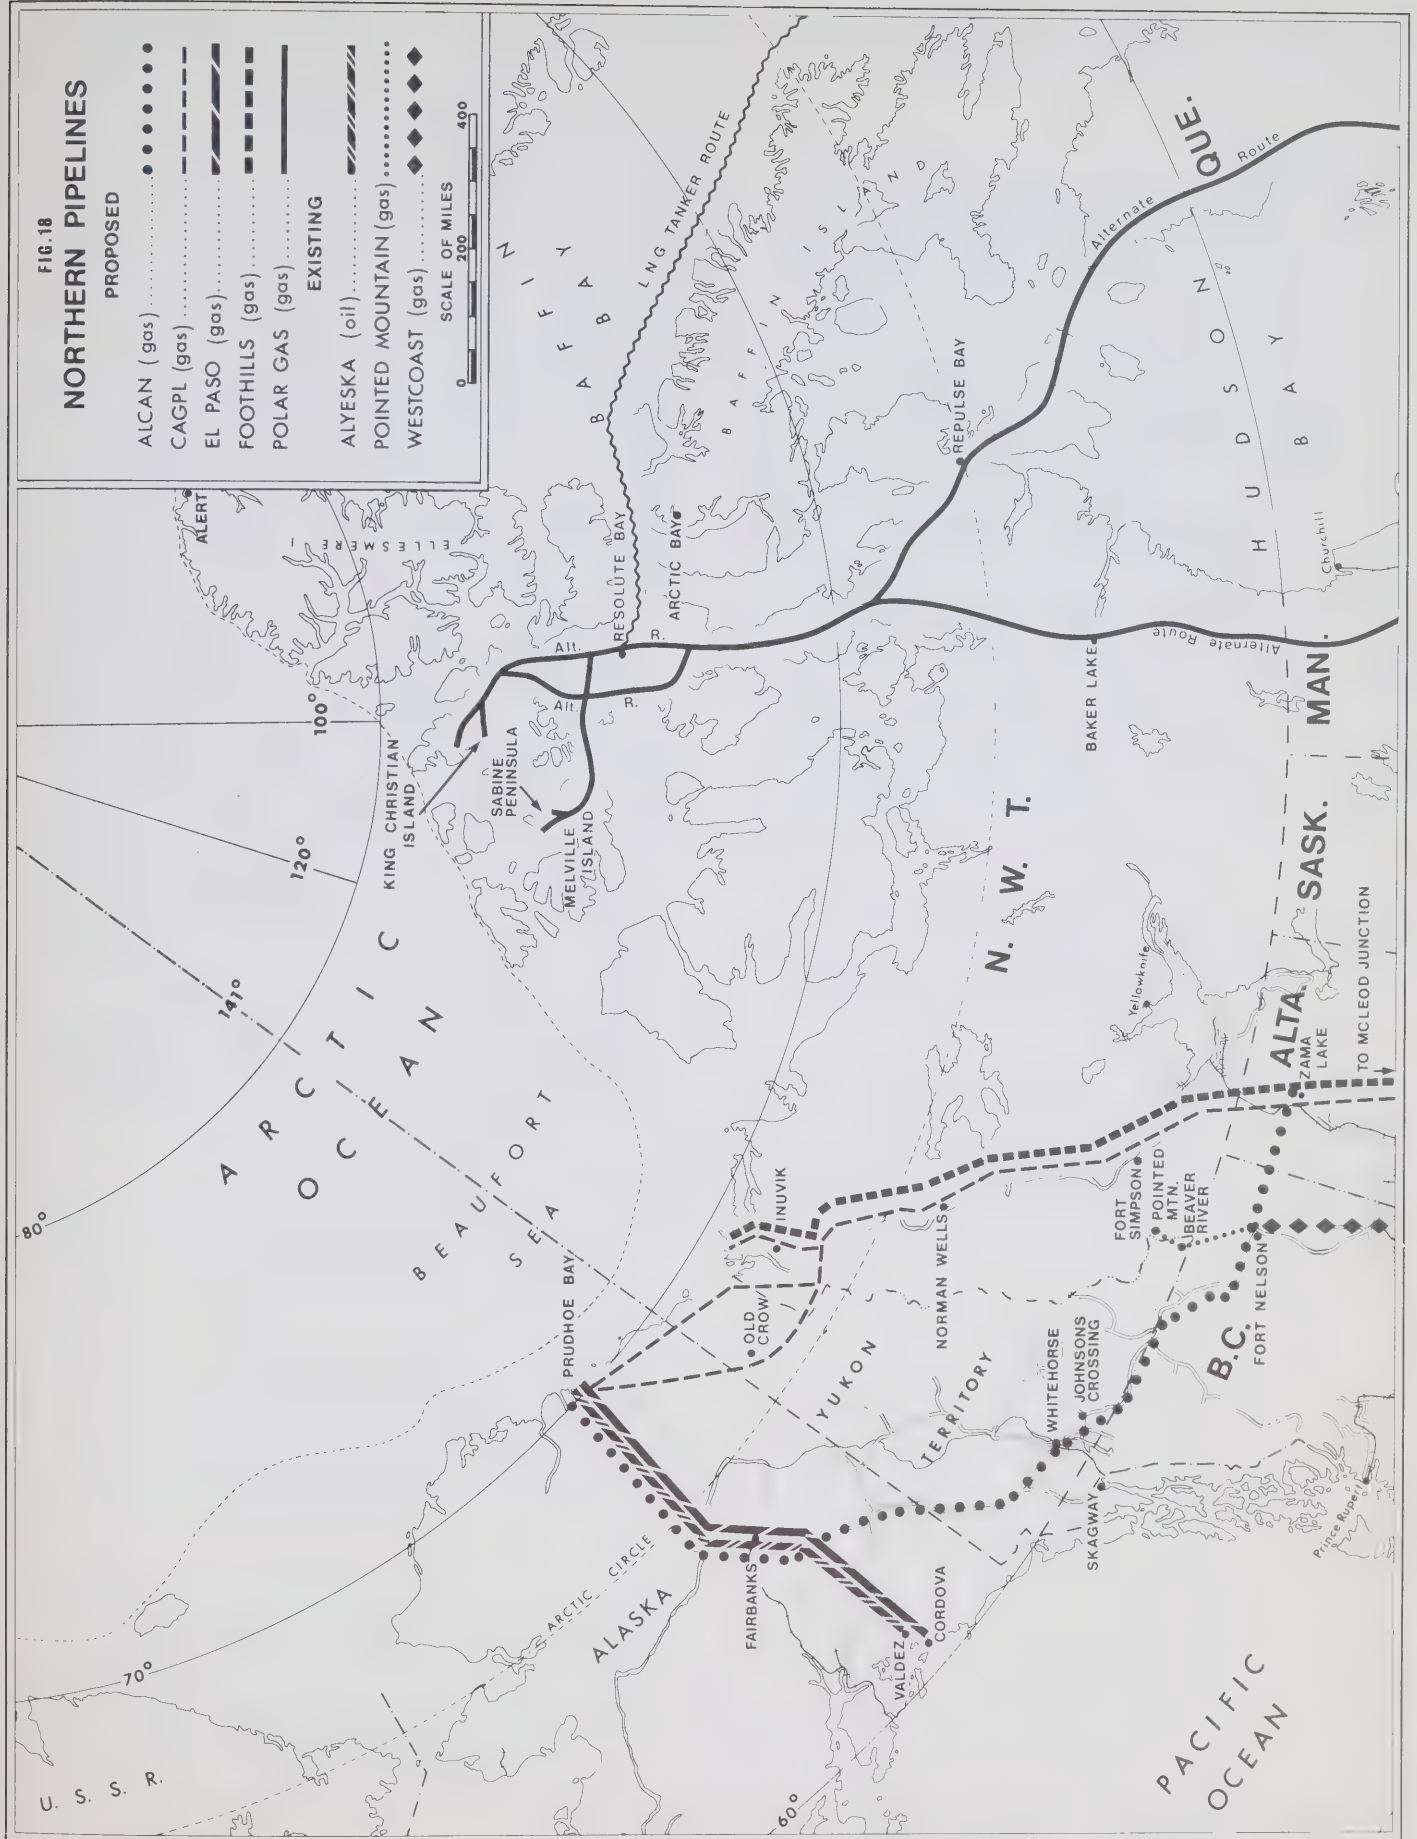 FIG. 18
NORTHERN PIPELINES
PROPOSED
ALCAN (gas)
CAGPL (gas)
EL PASO (gas)
FOOTHILLS (gas)
POLAR GAS (gas)
EXISTING
ALYESKA (oil)
POINTED MOUNTAIN (gas)
WESTCOAST (gas)
SCALE OF MILES
0 200 400
U. S. S. R.
70°
80°
141°
120°
100°
60°
ARCTIC
OCEAN
BEAUFORT
SEA
ALERT
ELLESMERE I
KING CHRISTIAN
ISLAND
SABINE
PENINSULA
MELVILLE
ISLAND
Alt.
R.
Alt.
R.
RESOLUTE BAY
ARCTIC BAY
BAFFIN
BAY
LNG TANKER ROUTE
BAFFIN ISLAND
REPULSE BAY
Alternate
Route
QUE.
HUDSON
BAY
Churchill
Alternate Route
BAKER LAKE
MAN.
SASK.
ALTA.
N. W. T.
Yellowknife
ZAMA
LAKE
TO MCLEOD JUNCTION
PRUDHOE BAY
INUVIK
OLD
CROW
NORMAN WELLS
FORT
SIMPSON
POINTED
MTN.
BEAVER
RIVER
FORT NELSON
B.C.
YUKON
TERRITORY
WHITEHORSE
JOHNSONS
CROSSING
SKAGWAY
Prince Rupert
ARCTIC CIRCLE
ALASKA
FAIRBANKS
VALDEZ
CORDOVA
PACIFIC
OCEAN